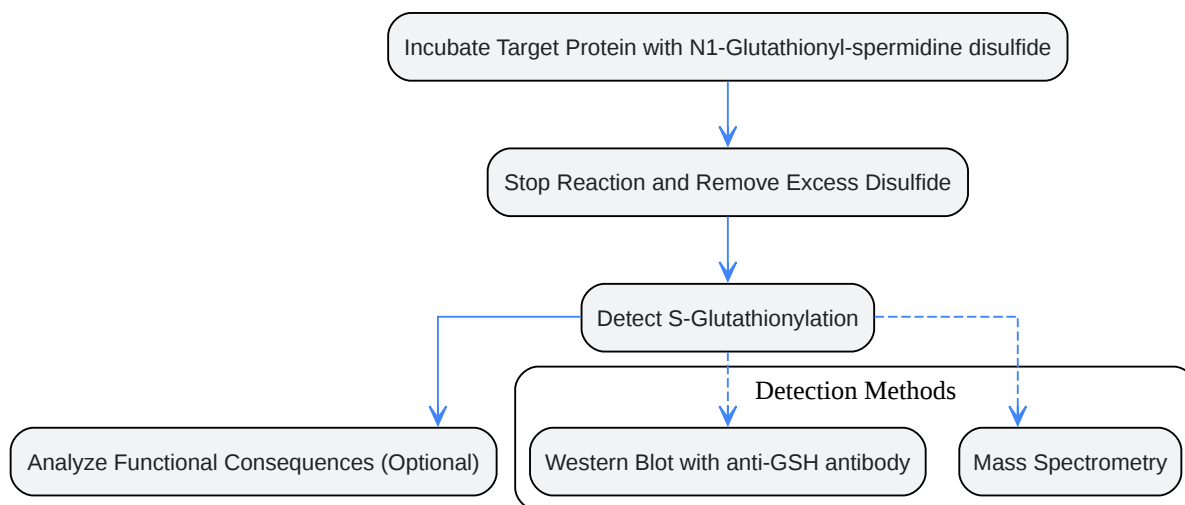 Incubate Target Protein with N1-Glutathionyl-spermidine disulfide
Stop Reaction and Remove Excess Disulfide
Detect S-Glutathionylation
Detection Methods
Analyze Functional Consequences (Optional)
Western Blot with anti-GSH antibody
Mass Spectrometry